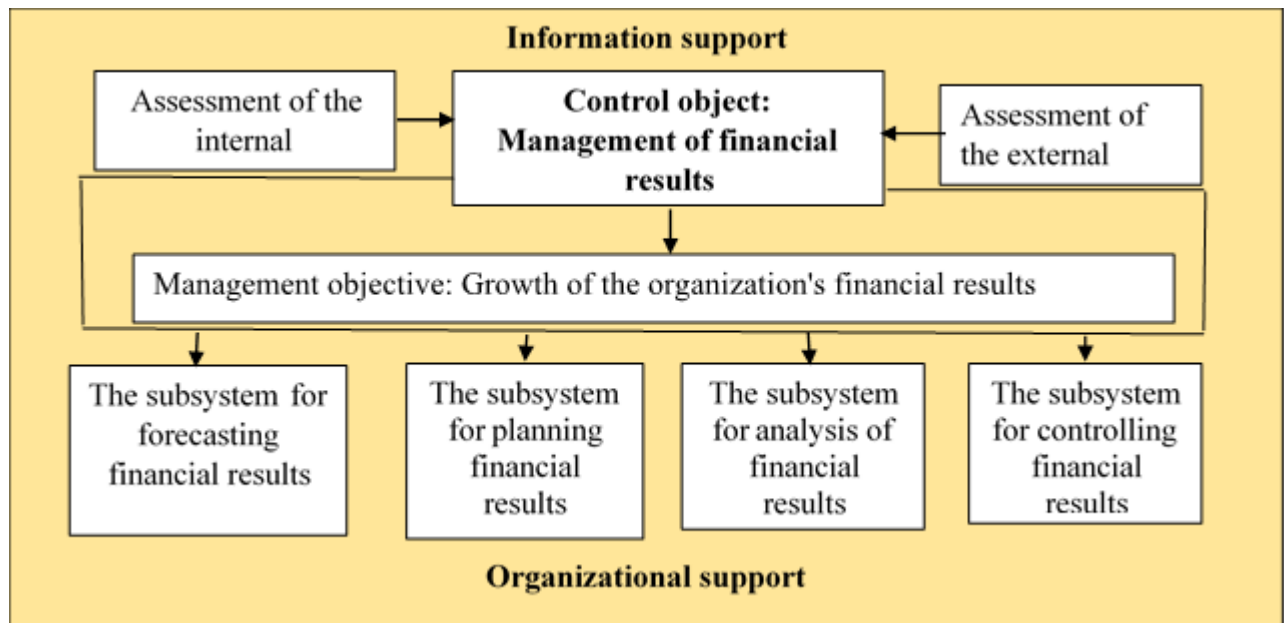 Information support
Assessment of the
internal
Control object:
Management of financial
results
Assessment of
the external
Management objective: Growth of the organization's financial results
The subsystem for
forecasting
financial results
The subsystem
for planning
financial
results
The subsystem
for analysis of
financial
results
The subsystem
for controlling
financial
results
Organizational support